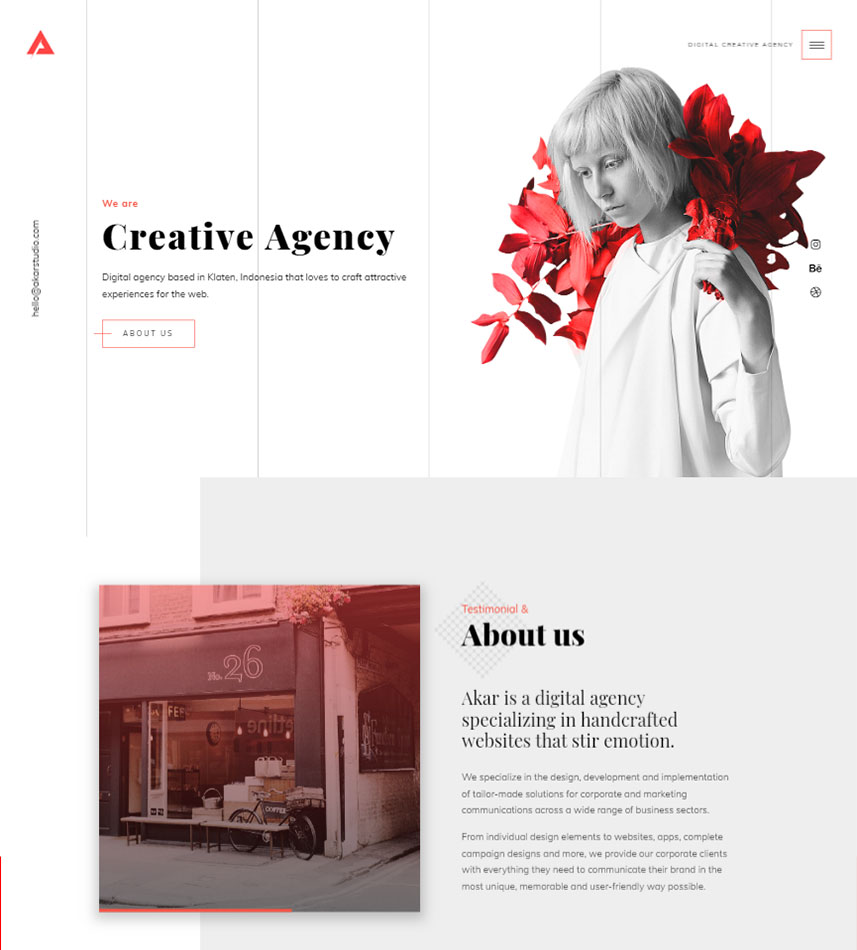 DIGITAL CREATIVE AGENCY
We are
Creative Agency
Digital agency based in Klaten, Indonesia that loves to craft attractive
experiences for the web.
ABOUT US
hello@akarstudio.com
Bē
No. 26
COFFEE
Testimonial &
About us
Akar is a digital agency
specializing in handcrafted
websites that stir emotion.
We specialize in the design, development and implementation
of tailor-made solutions for corporate and marketing
communications across a wide range of business sectors.
From individual design elements to websites, apps, complete
campaign designs and more, we provide our corporate clients
with everything they need to communicate their brand in the
most unique, memorable and user-friendly way possible.